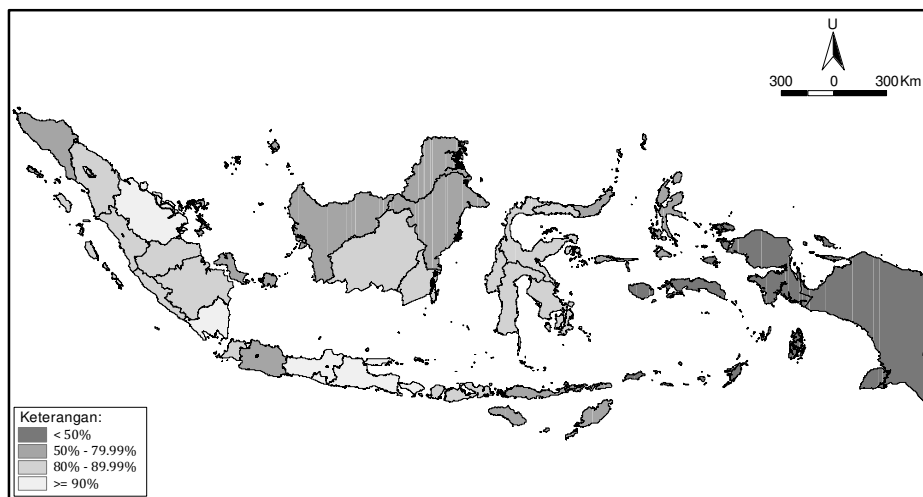 U
300 0 300 Km
Keterangan:
< 50%
50% - 79.99%
80% - 89.99%
>= 90%